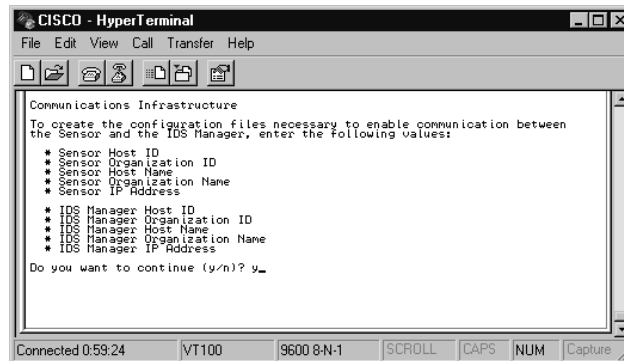 CISCO - HyperTerminal
File Edit View Call Transfer Help
Communications Infrastructure
To create the configuration files necessary to enable communication between
the Sensor and the IDS Manager, enter the following values:
* Sensor Host ID
* Sensor Organization ID
* Sensor Host Name
* Sensor Organization Name
* Sensor IP Address
* IDS Manager Host ID
* IDS Manager Organization ID
* IDS Manager Host Name
* IDS Manager Organization Name
* IDS Manager IP Address
Do you want to continue (y/n)? y_
Connected 0:59:24 VT100 9600 8-N-1 SCROLL CAPS NUM Capture